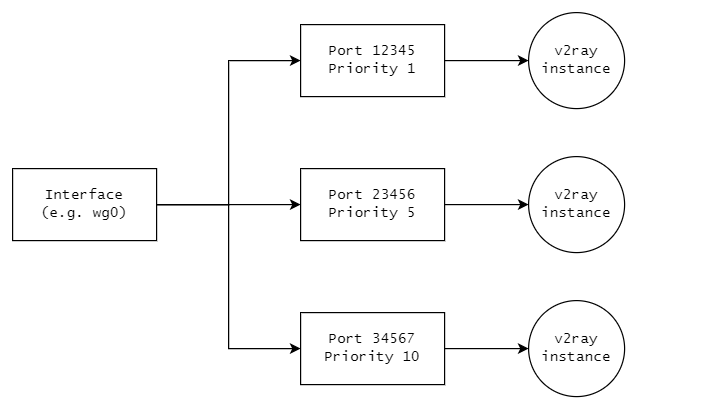 Port 12345
Priority 1
v2ray
instance
Interface
(e.g. wg0)
Port 23456
Priority 5
v2ray
instance
Port 34567
Priority 10
v2ray
instance